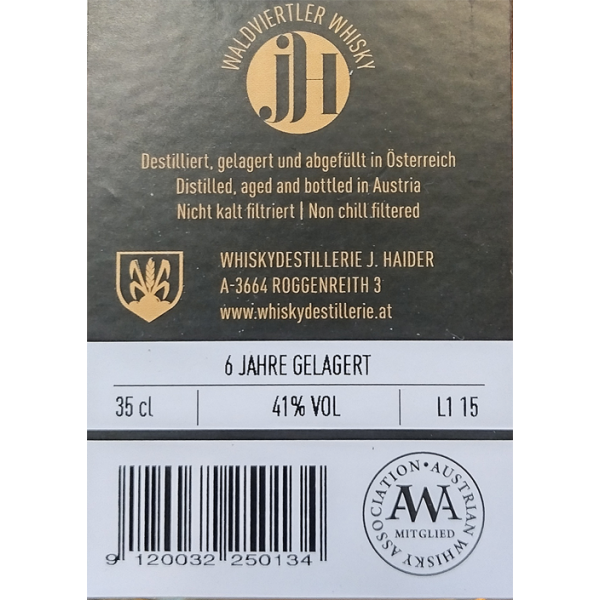 WALDVIERTLER WHISKY
JH
Destilliert, gelagert und abgefüllt in Österreich
Distilled, aged and bottled in Austria
Nicht kalt filtriert | Non chill filtered
WHISKYDESTILLERIE J. HAIDER
A-3664 ROGGENREITH 3
www.whiskydestillerie.at
6 JAHRE GELAGERT
35 cl | 41% VOL | L1 15
9 120032 250134
AUSTRIAN WHISKY ASSOCIATION
AWA
MITGLIED